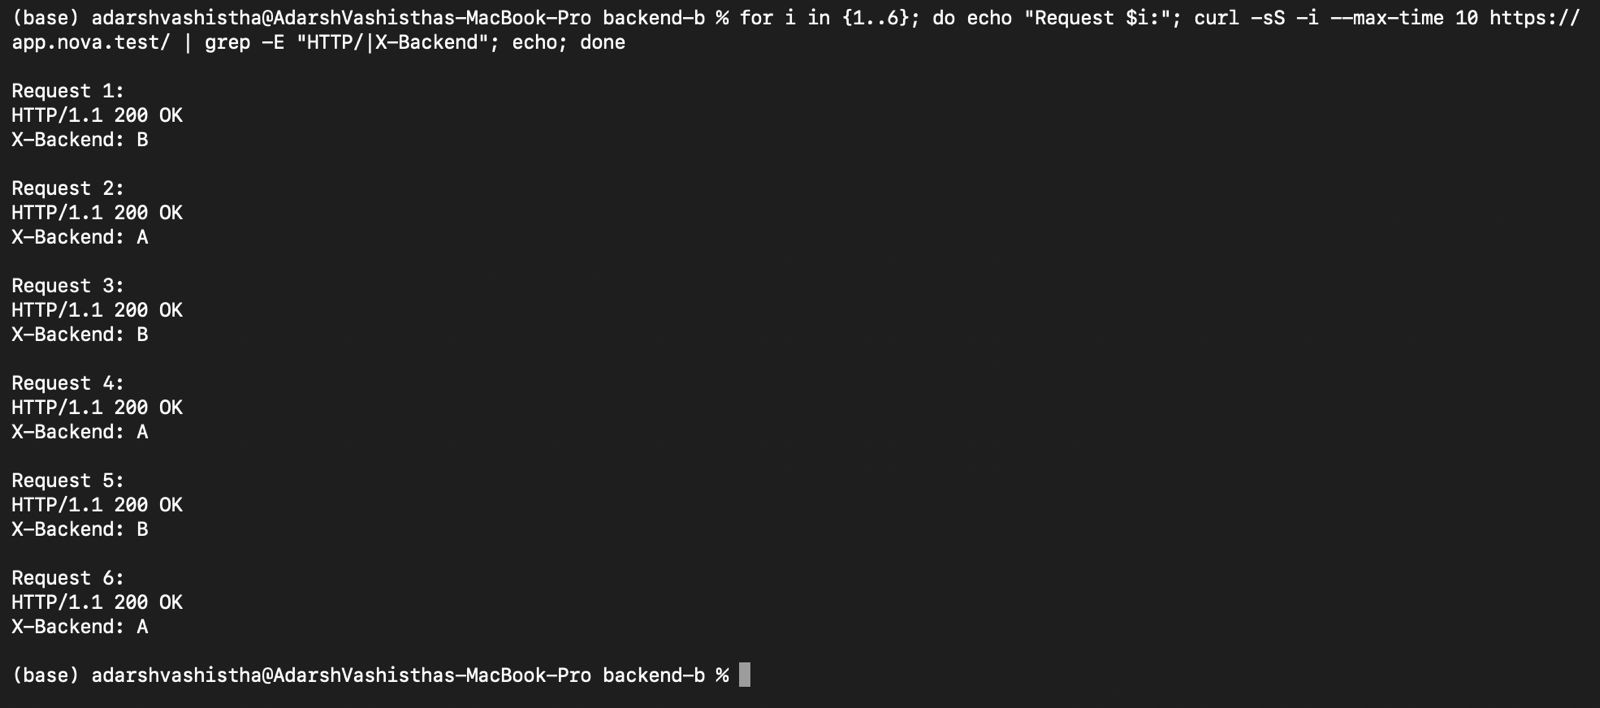 (base) adarshvashistha@AdarshVashisthas-MacBook-Pro backend-b % for i in {1..6}; do echo "Request $i:"; curl -sS -i --max-time 10 https://
app.nova.test/ | grep -E "HTTP/|X-Backend"; echo; done
Request 1:
HTTP/1.1 200 OK
X-Backend: B
Request 2:
HTTP/1.1 200 OK
X-Backend: A
Request 3:
HTTP/1.1 200 OK
X-Backend: B
Request 4:
HTTP/1.1 200 OK
X-Backend: A
Request 5:
HTTP/1.1 200 OK
X-Backend: B
Request 6:
HTTP/1.1 200 OK
X-Backend: A
(base) adarshvashistha@AdarshVashisthas-MacBook-Pro backend-b %